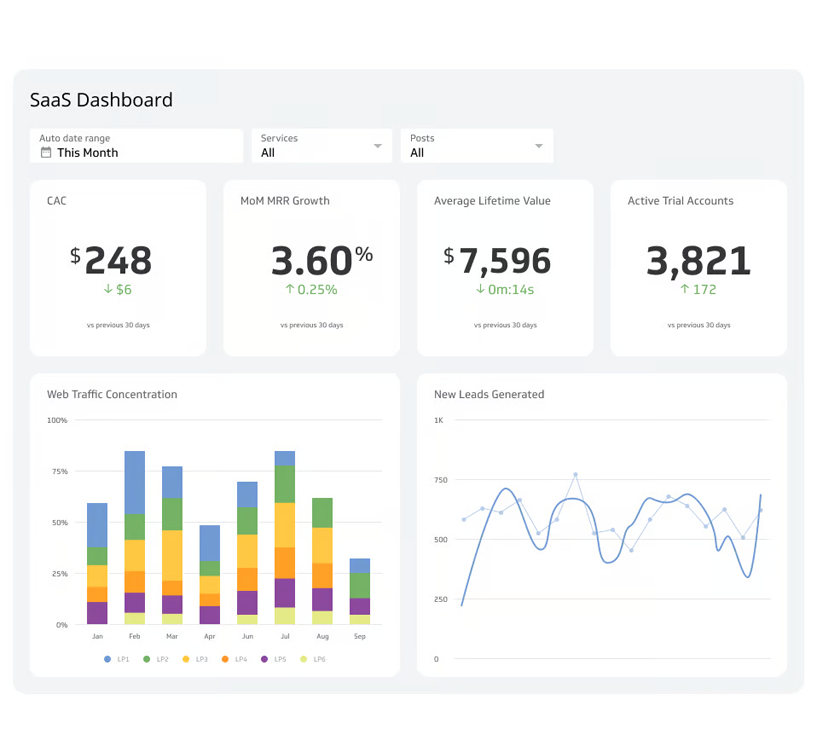 SaaS Dashboard
Auto date range
This Month
Services
All
Posts
All
CAC
$248
↓ $6
vs previous 30 days
MoM MRR Growth
3.60%
↑ 0.25%
vs previous 30 days
Average Lifetime Value
$7,596
↓ 0m:14s
vs previous 30 days
Active Trial Accounts
3,821
↑ 172
vs previous 30 days
Web Traffic Concentration
100%
75%
50%
25%
0%
Jan Feb Mar Apr Jun Jul Aug Sep
LP1 LP2 LP3 LP4 LP5 LP6
New Leads Generated
1K
750
500
250
0